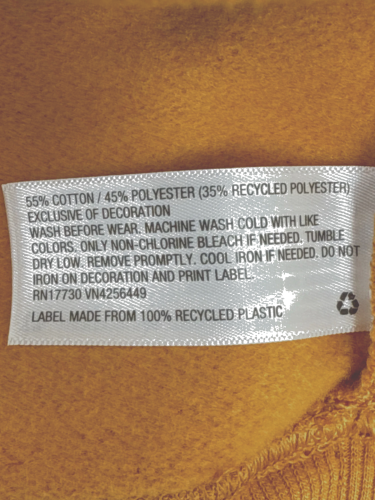 55% COTTON / 45% POLYESTER (35% RECYCLED POLYESTER)
EXCLUSIVE OF DECORATION
WASH BEFORE WEAR. MACHINE WASH COLD WITH LIKE
COLORS. ONLY NON-CHLORINE BLEACH IF NEEDED. TUMBLE
DRY LOW. REMOVE PROMPTLY. COOL IRON IF NEEDED. DO NOT
IRON ON DECORATION AND PRINT LABEL.
RN17730 VN4256449
LABEL MADE FROM 100% RECYCLED PLASTIC